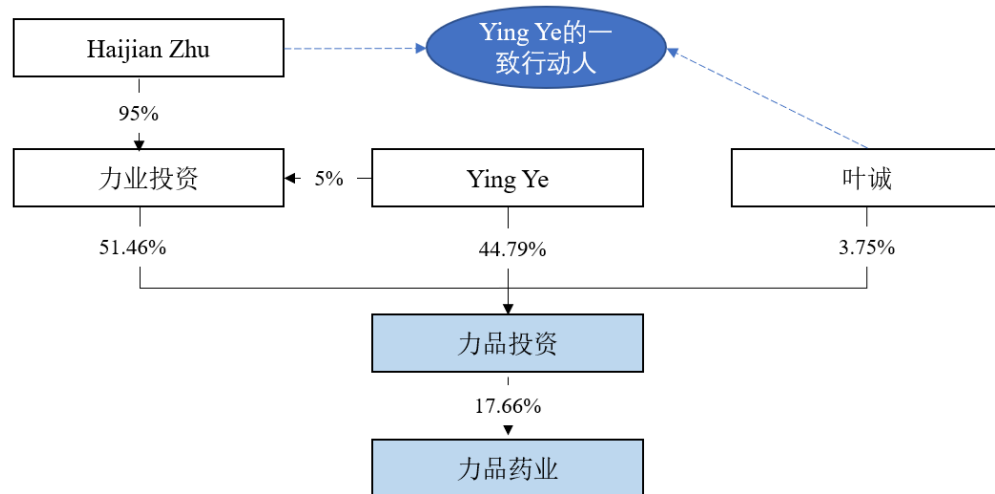 Haijian Zhu
Ying Ye的一
致行动人
95%
力业投资
5%
Ying Ye
叶诚
51.46%
44.79%
3.75%
力品投资
17.66%
力品药业